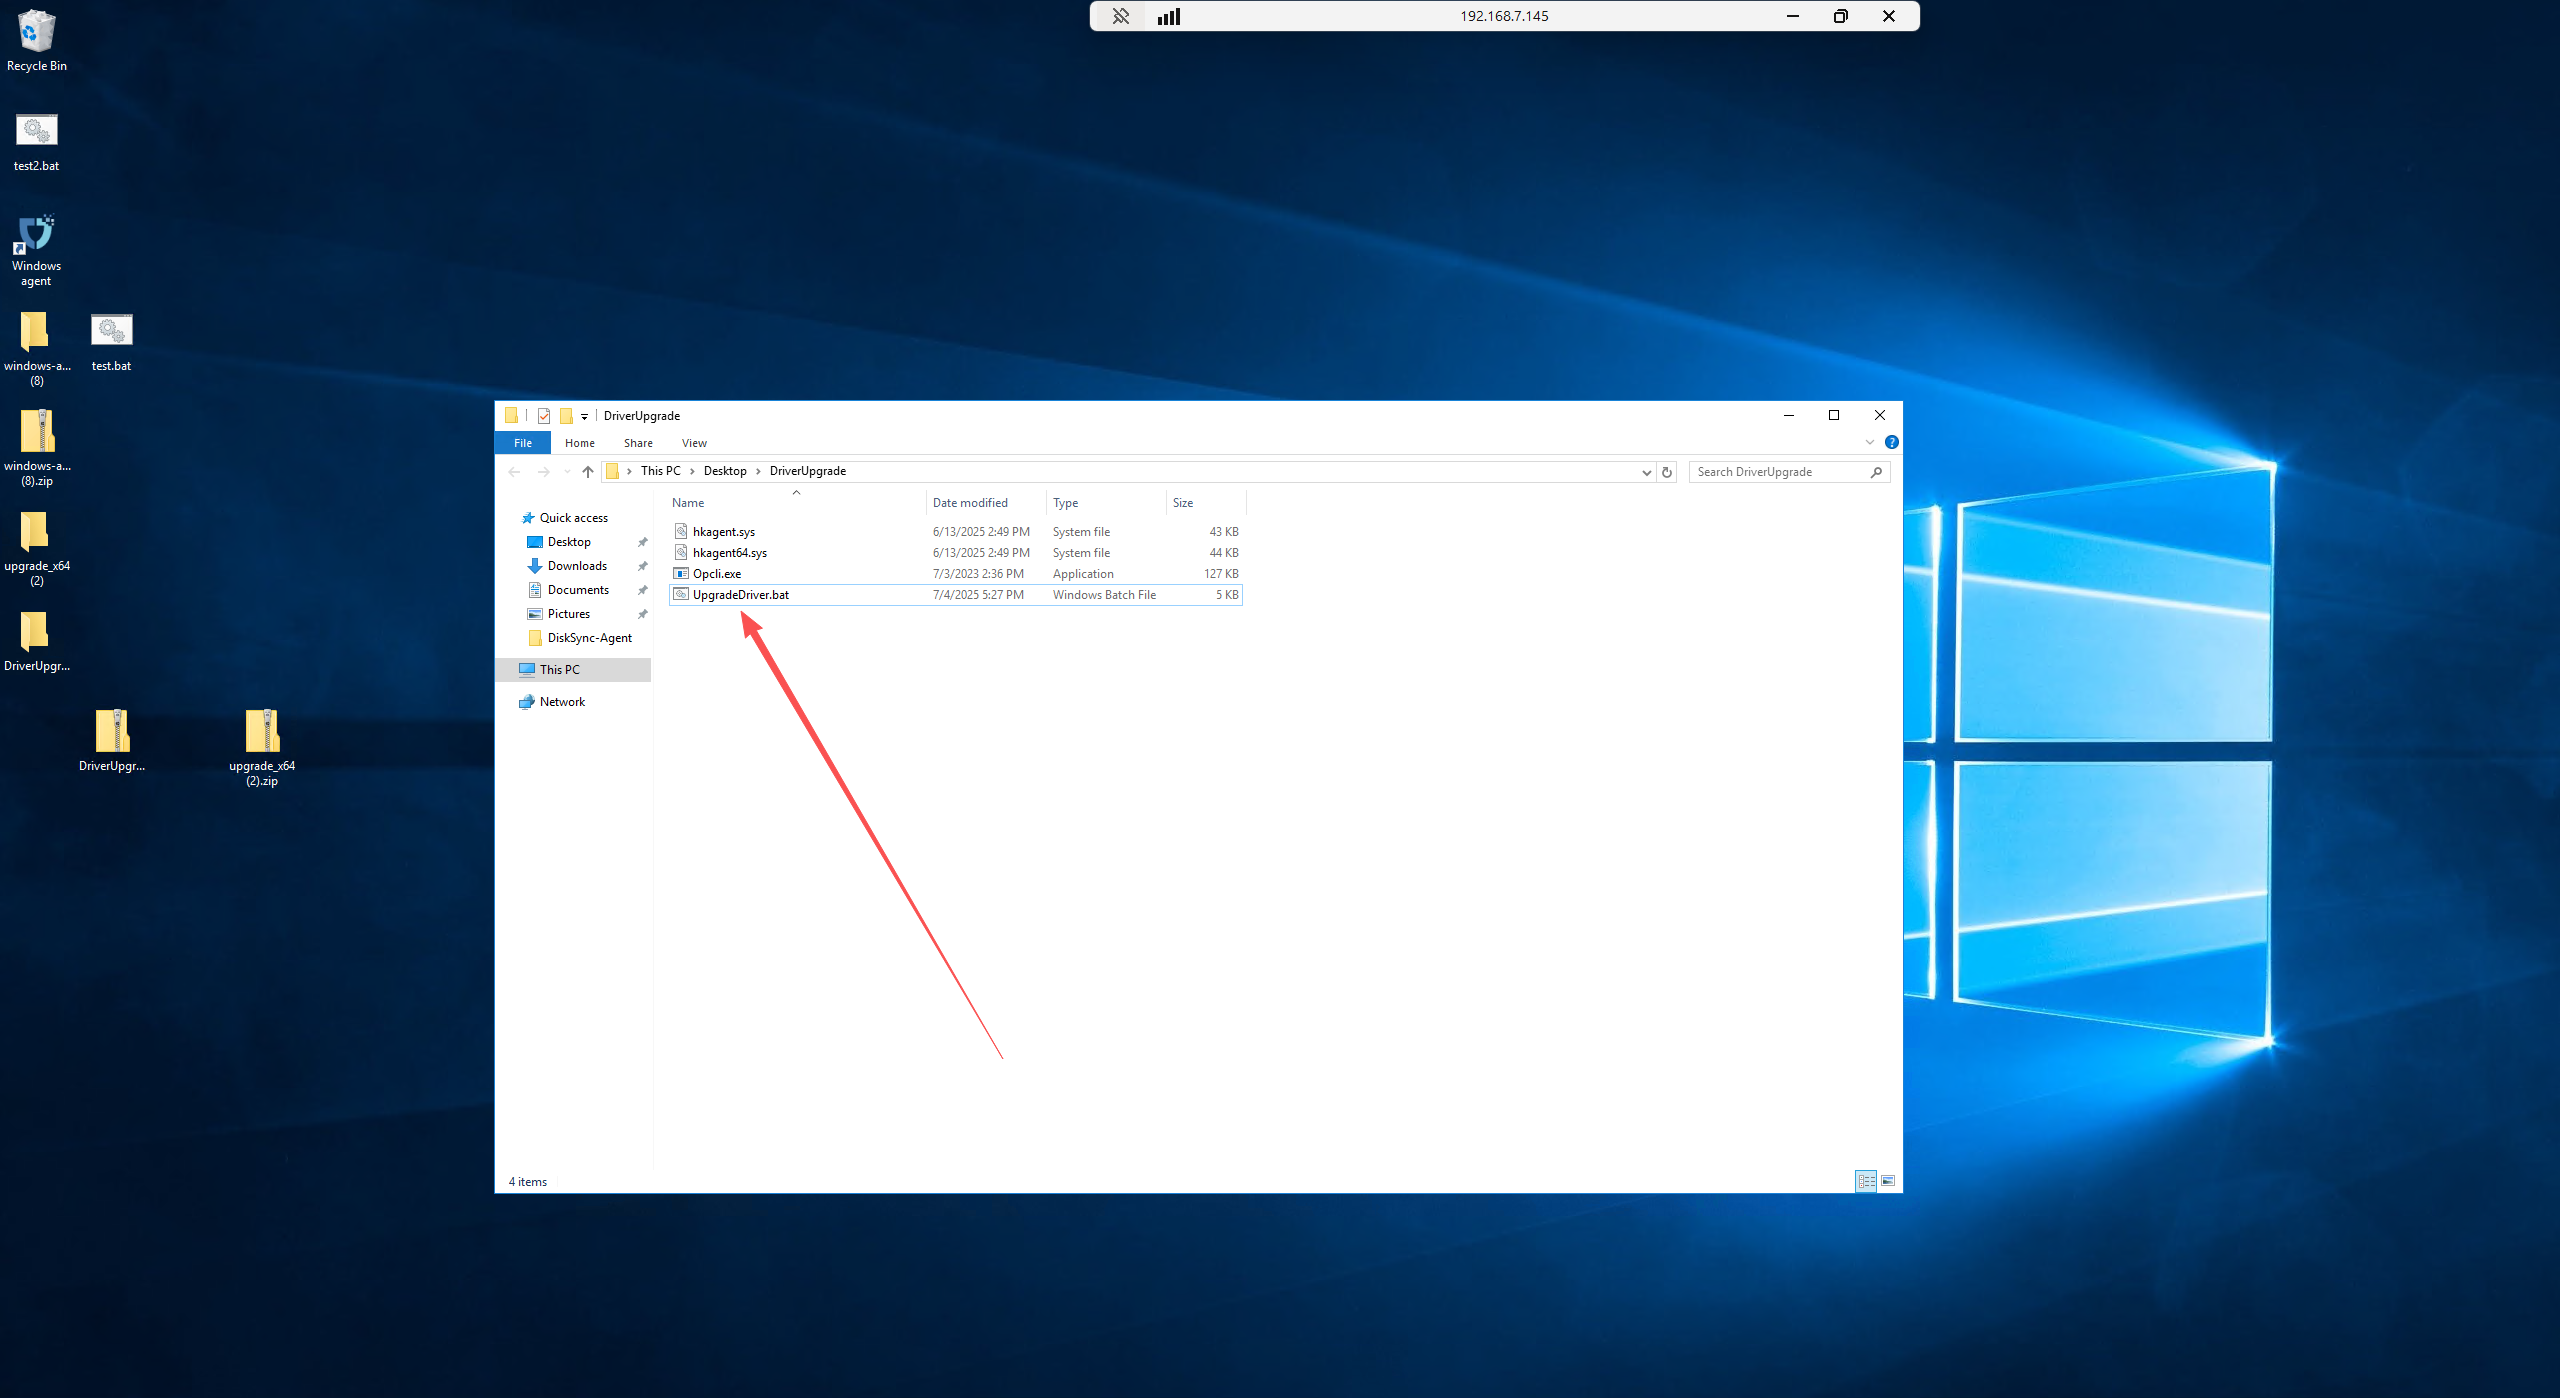 192.168.7.145
Recycle Bin
test2.bat
Windows
agent
windows-a...
(8)
test.bat
windows-a...
(8).zip
upgrade_x64
(2)
DriverUpgr...
DriverUpgr...
upgrade_x64
(2).zip
DriverUpgrade
File Home Share View
This PC > Desktop > DriverUpgrade
Search DriverUpgrade
Quick access
Desktop
Downloads
Documents
Pictures
DiskSync-Agent
This PC
Network
Name Date modified Type Size
hkagent.sys 6/13/2025 2:49 PM System file 43 KB
hkagent64.sys 6/13/2025 2:49 PM System file 44 KB
Opcli.exe 7/3/2023 2:36 PM Application 127 KB
UpgradeDriver.bat 7/4/2025 5:27 PM Windows Batch File 5 KB
4 items